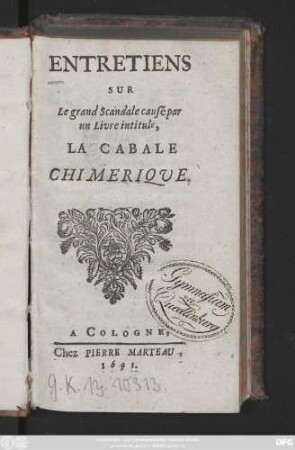 ENTRETIENS
SUR
Le grand Scandale causé par
un Livre intitulé,
LA CABALE
CHIMERIQUE.
Gymnasium
zu
Quedlinburg
A COLOGNE,
Chez PIERRE MARTEAU,
1691.